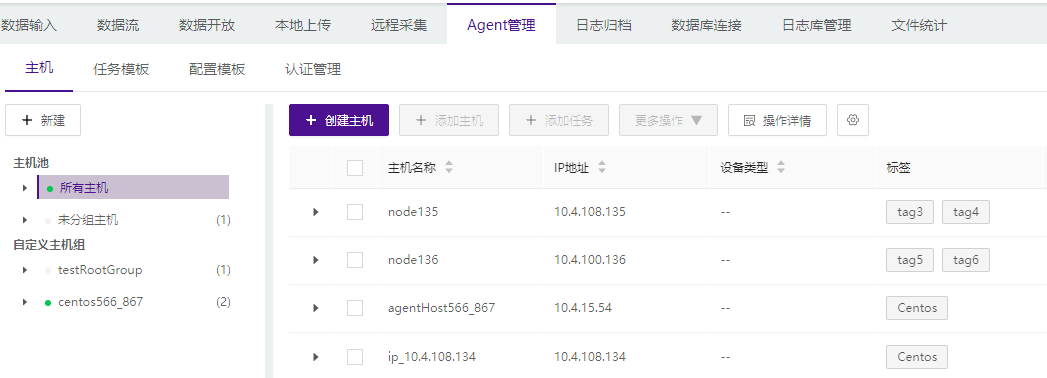 数据输入 数据流 数据开放 本地上传 远程采集 Agent管理 日志归档 数据库连接 日志库管理 文件统计
主机 任务模板 配置模板 认证管理
+ 新建
主机池
所有主机
未分组主机 (1)
自定义主机组
testRootGroup (1)
centos566_867 (2)
+ 创建主机 + 添加主机 + 添加任务 更多操作 ▼ 操作详情
主机名称 IP地址 设备类型 标签
node135 10.4.108.135 -- tag3 tag4
node136 10.4.100.136 -- tag5 tag6
agentHost566_867 10.4.15.54 -- Centos
ip_10.4.108.134 10.4.108.134 -- Centos